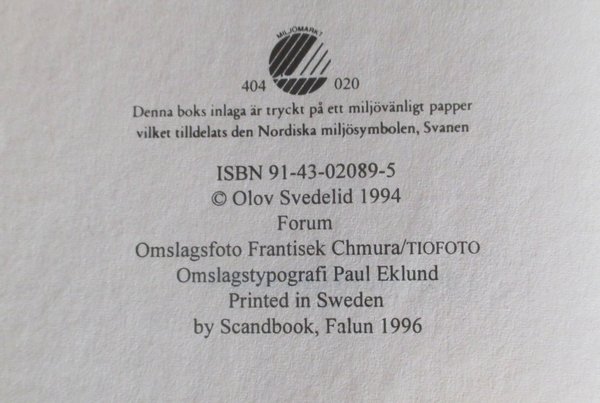 MILJÖMÄRKT
404 020
Denna boks inlaga är tryckt på ett miljövänligt papper
vilket tilldelats den Nordiska miljösymbolen, Svanen
ISBN 91-43-02089-5
© Olov Svedelid 1994
Forum
Omslagsfoto Frantisek Chmura/TIOFOTO
Omslagstypografi Paul Eklund
Printed in Sweden
by Scandbook, Falun 1996